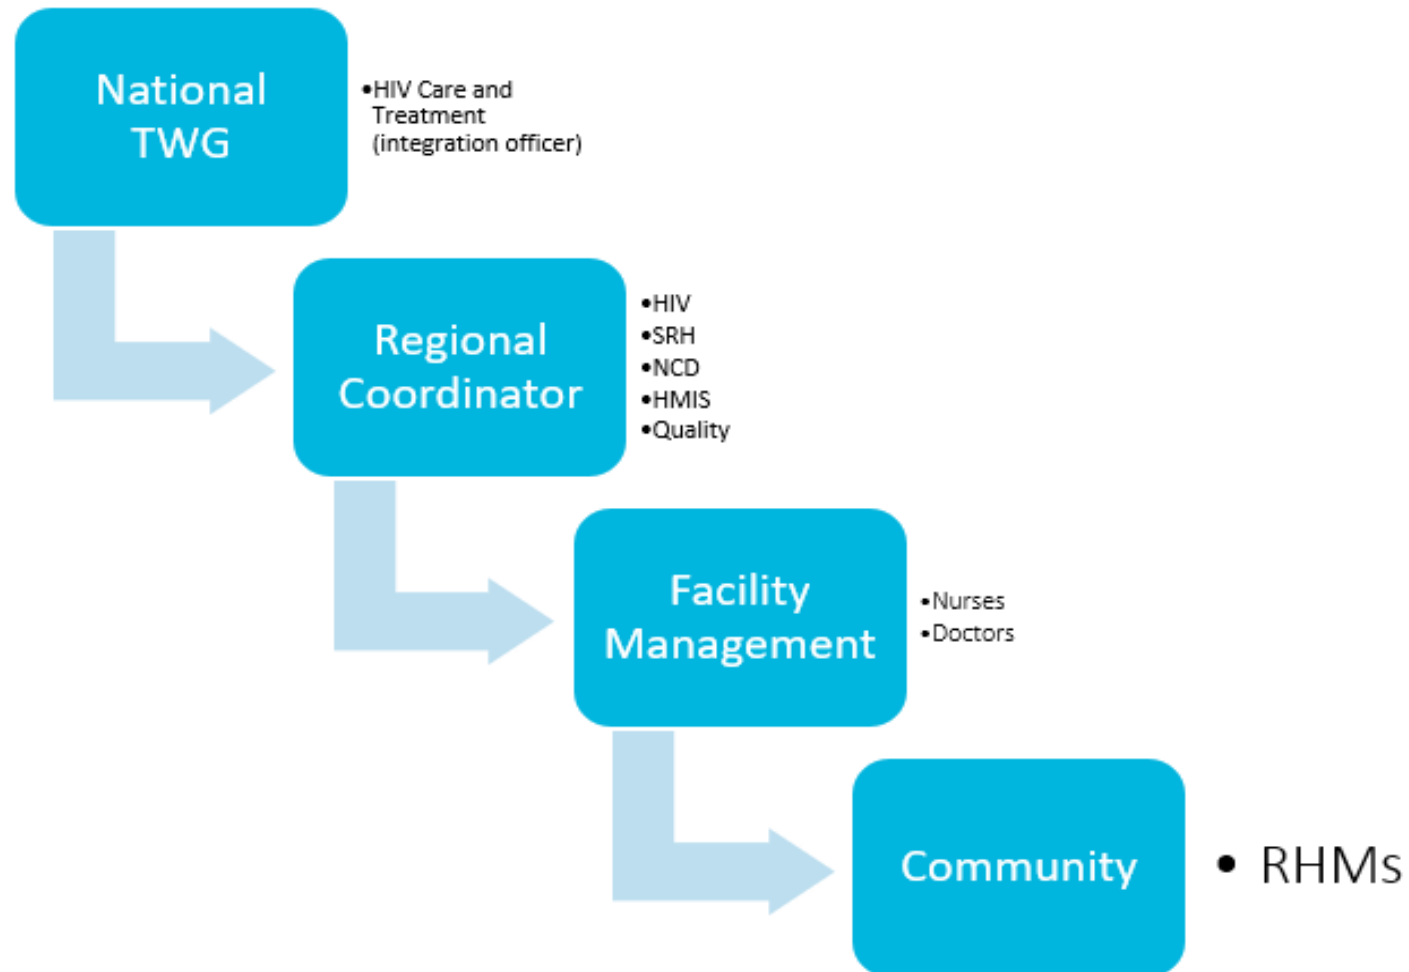 National
TWG
•HIV Care and
Treatment
(integration officer)
Regional
Coordinator
•HIV
•SRH
•NCD
•HMIS
•Quality
Facility
Management
•Nurses
•Doctors
Community
• RHMs